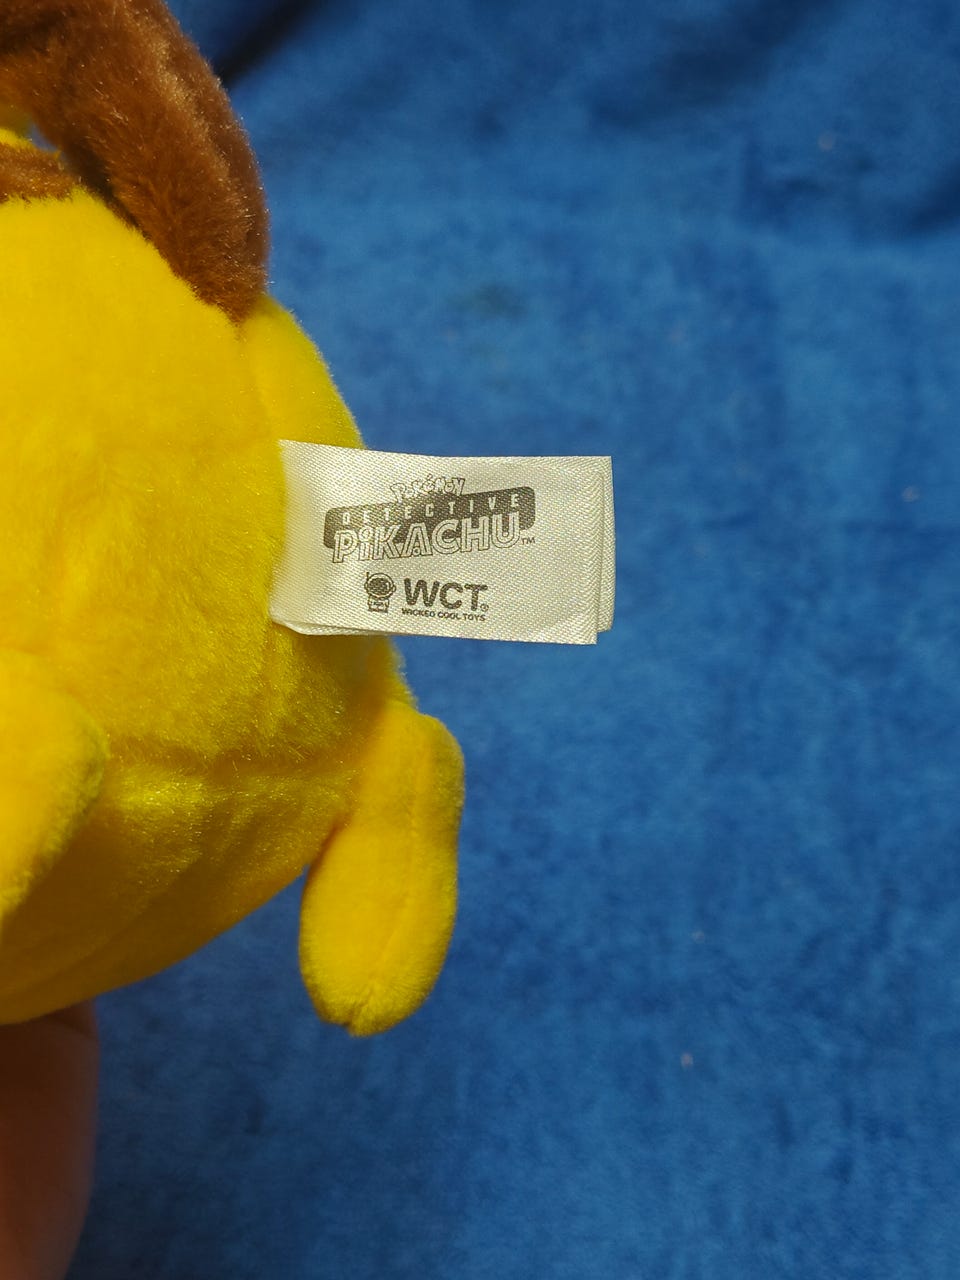 Pokémon
DETECTIVE
PiKACHU™
WCT®
WICKED COOL TOYS